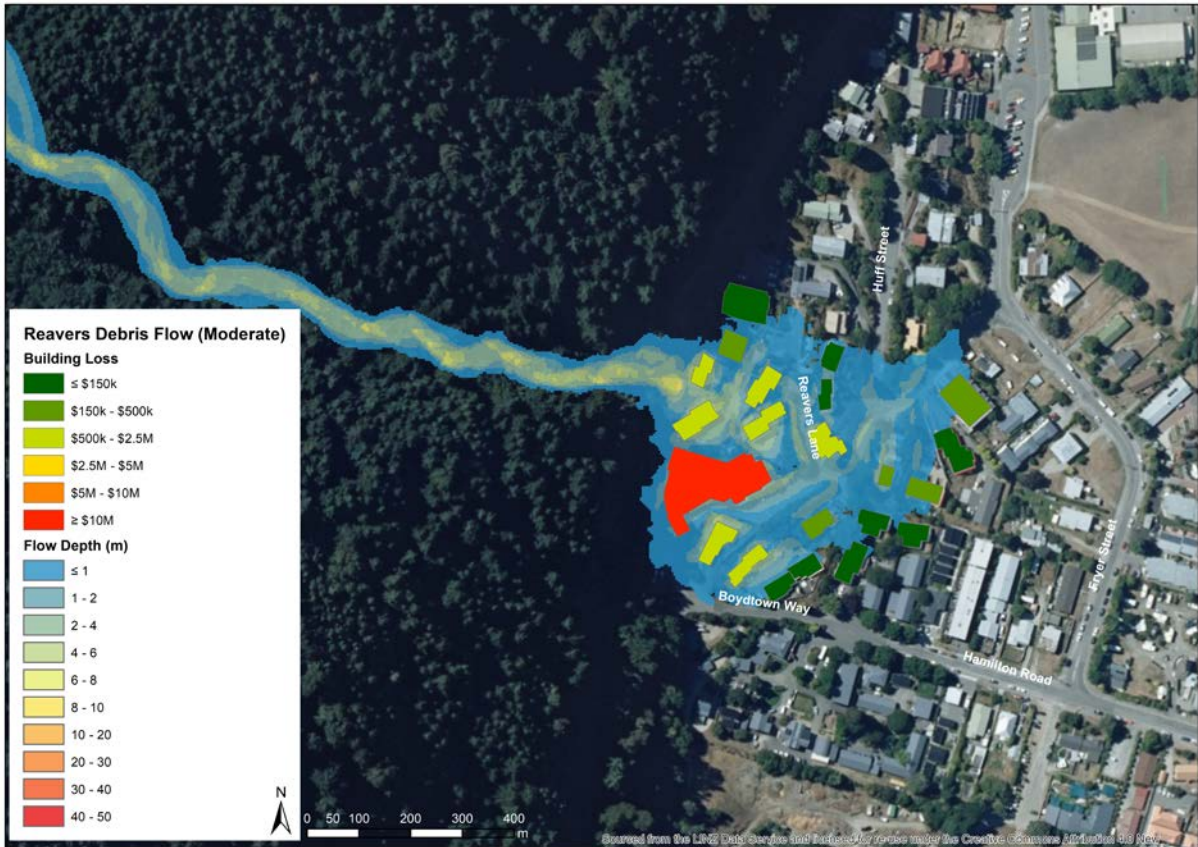 Huff Street
Reavers Lane
Fryer Street
Boydtown Way
Hamilton Road
Reavers Debris Flow (Moderate)
Building Loss
≤ $150k
$150k - $500k
$500k - $2.5M
$2.5M - $5M
$5M - $10M
≥ $10M
Flow Depth (m)
≤ 1
1 - 2
2 - 4
4 - 6
6 - 8
8 - 10
10 - 20
20 - 30
30 - 40
40 - 50
N
0 50 100 200 300 400
m
Sourced from the LINZ Data Service and licensed for re-use under the Creative Commons Attribution 4.0 New